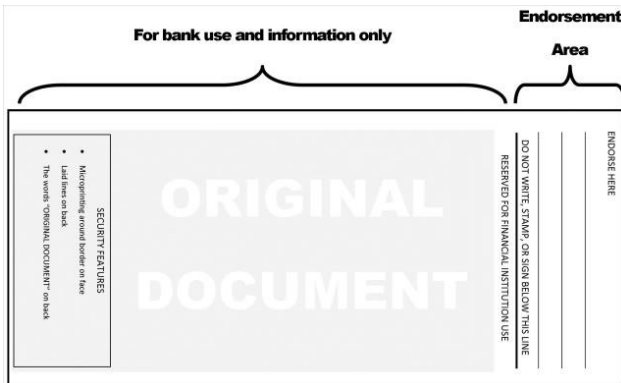 For bank use and information only
Endorsement
Area
ENDORSE HERE
DO NOT WRITE, STAMP, OR SIGN BELOW THIS LINE
RESERVED FOR FINANCIAL INSTITUTION USE
ORIGINAL
DOCUMENT
SECURITY FEATURES
• Microprinting around border on face
• Laid lines on back
• The words "ORIGINAL DOCUMENT" on back